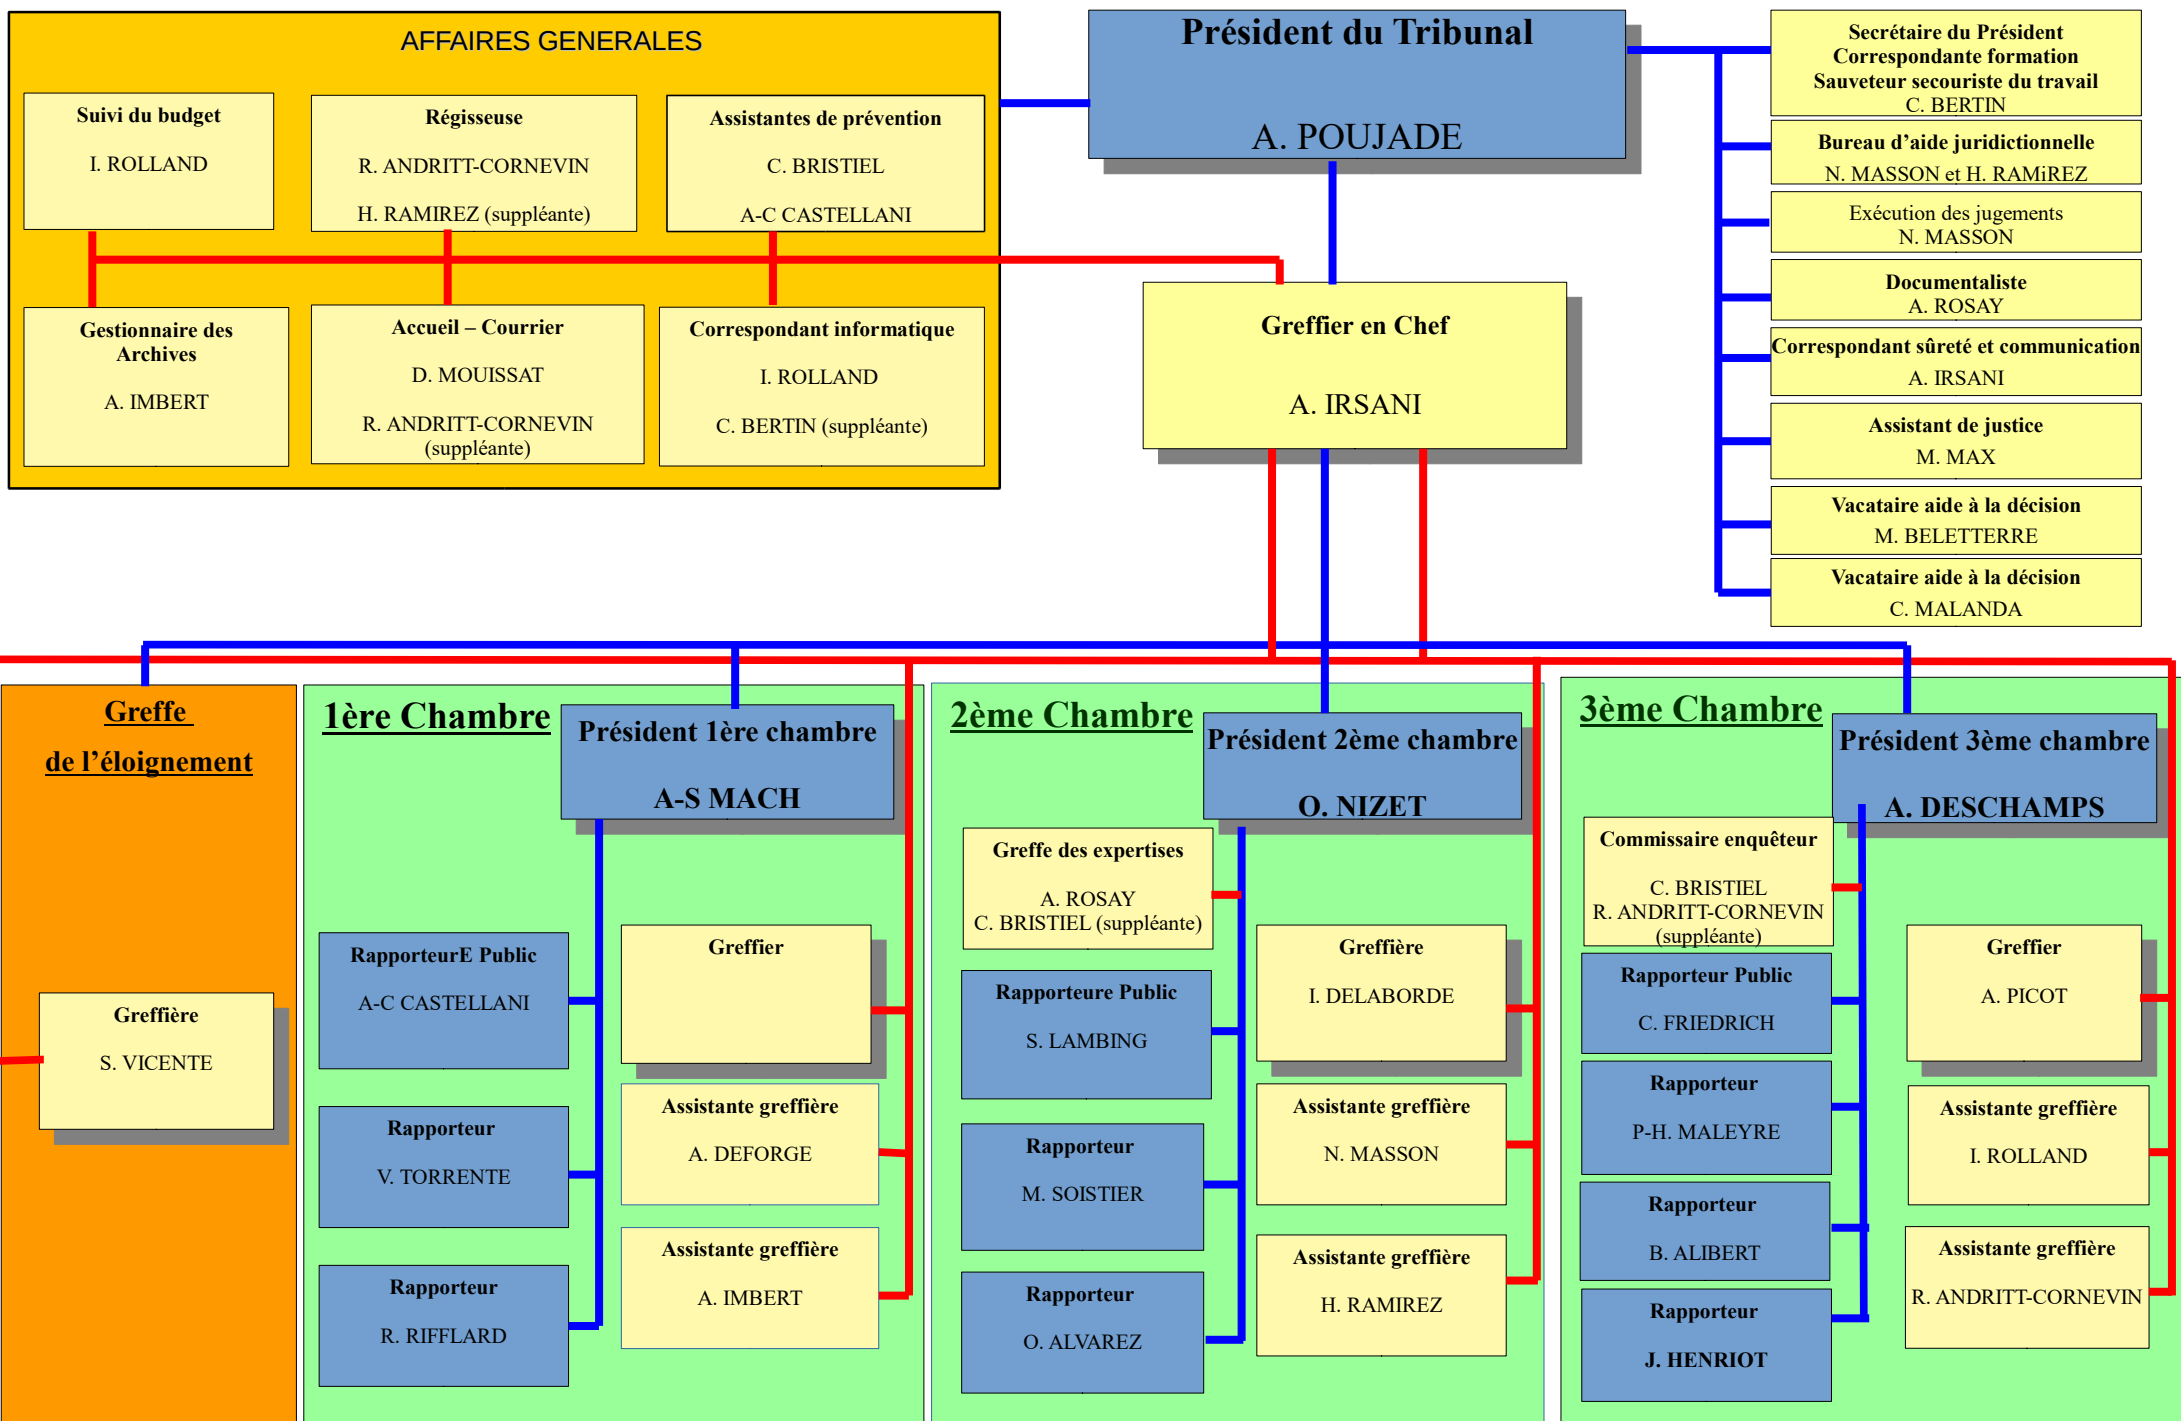 AFFAIRES GENERALES
Suivi du budget
I. ROLLAND
Régisseuse
R. ANDRITT-CORNEVIN
H. RAMIREZ (suppléante)
Assistantes de prévention
C. BRISTIEL
A-C CASTELLANI
Gestionnaire des
Archives
A. IMBERT
Accueil – Courrier
D. MOUISSAT
R. ANDRITT-CORNEVIN
(suppléante)
Correspondant informatique
I. ROLLAND
C. BERTIN (suppléante)
Président du Tribunal
A. POUJADE
Greffier en Chef
A. IRSANI
Secrétaire du Président
Correspondante formation
Sauveteur secouriste du travail
C. BERTIN
Bureau d’aide juridictionnelle
N. MASSON et H. RAMiREZ
Exécution des jugements
N. MASSON
Documentaliste
A. ROSAY
Correspondant sûreté et communication
A. IRSANI
Assistant de justice
M. MAX
Vacataire aide à la décision
M. BELETTERRE
Vacataire aide à la décision
C. MALANDA
Greffe
de l’éloignement
Greffière
S. VICENTE
1ère Chambre
Président 1ère chambre
A-S MACH
RapporteurE Public
A-C CASTELLANI
Rapporteur
V. TORRENTE
Rapporteur
R. RIFFLARD
Greffier
Assistante greffière
A. DEFORGE
Assistante greffière
A. IMBERT
2ème Chambre
Président 2ème chambre
O. NIZET
Greffe des expertises
A. ROSAY
C. BRISTIEL (suppléante)
Rapporteure Public
S. LAMBING
Rapporteur
M. SOISTIER
Rapporteur
O. ALVAREZ
Greffière
I. DELABORDE
Assistante greffière
N. MASSON
Assistante greffière
H. RAMIREZ
3ème Chambre
Président 3ème chambre
A. DESCHAMPS
Commissaire enquêteur
C. BRISTIEL
R. ANDRITT-CORNEVIN
(suppléante)
Rapporteur Public
C. FRIEDRICH
Rapporteur
P-H. MALEYRE
Rapporteur
B. ALIBERT
Rapporteur
J. HENRIOT
Greffier
A. PICOT
Assistante greffière
I. ROLLAND
Assistante greffière
R. ANDRITT-CORNEVIN